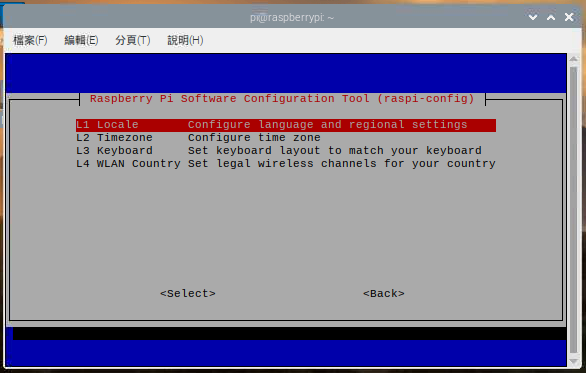 pi@raspberrypi: ~
檔案(F) 編輯(E) 分頁(T) 說明(H)
Raspberry Pi Software Configuration Tool (raspi-config)
L1 Locale Configure language and regional settings
L2 Timezone Configure time zone
L3 Keyboard Set keyboard layout to match your keyboard
L4 WLAN Country Set legal wireless channels for your country
<Select> <Back>